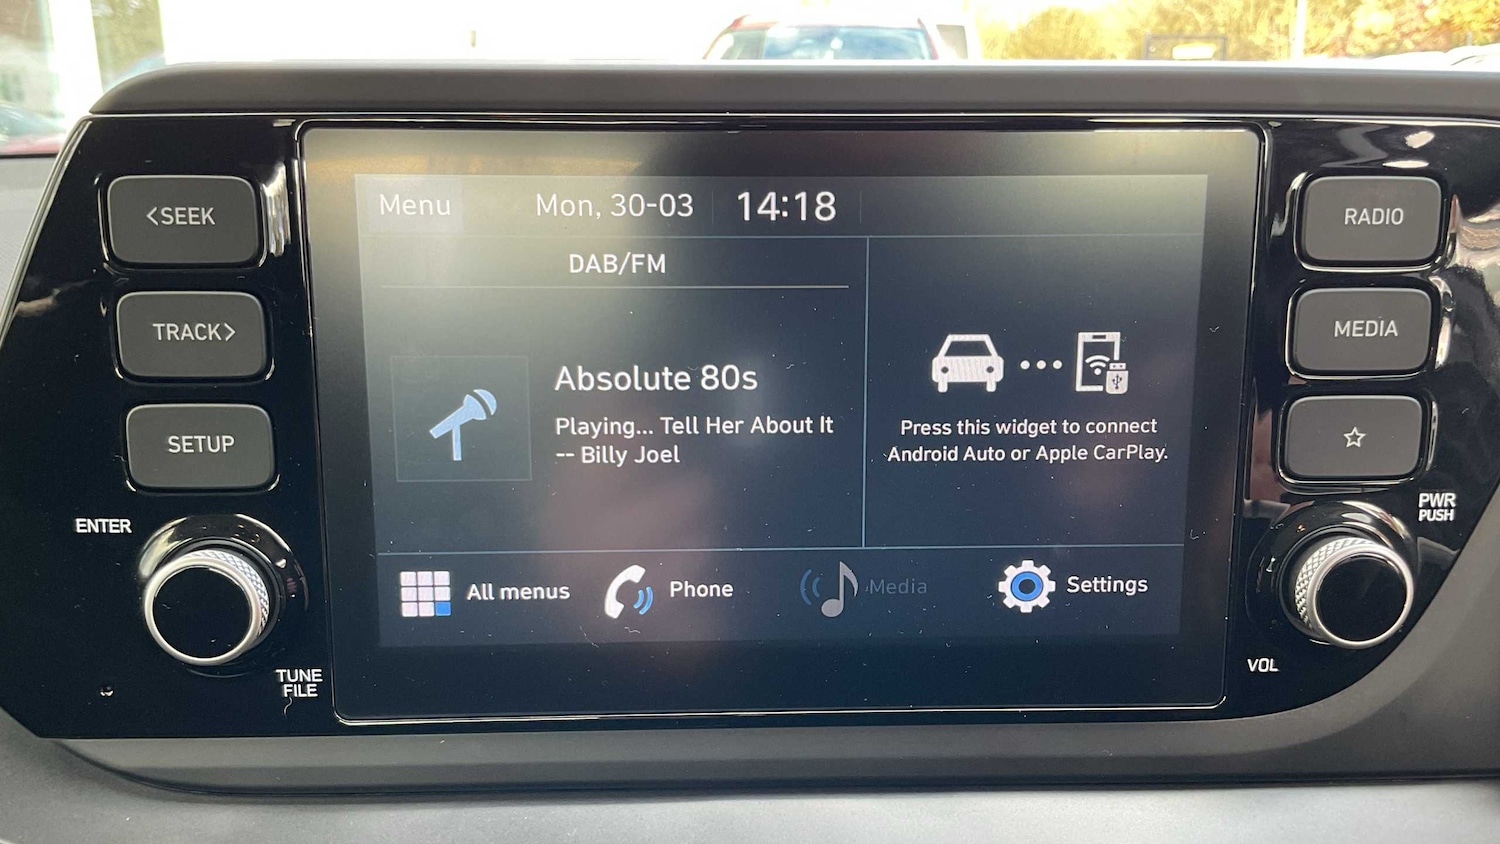 <SEEK
TRACK>
SETUP
ENTER
TUNE
FILE
Menu
Mon, 30-03
14:18
DAB/FM
Absolute 80s
Playing... Tell Her About It
-- Billy Joel
Press this widget to connect
Android Auto or Apple CarPlay.
All menus
Phone
Media
Settings
RADIO
MEDIA
PWR
PUSH
VOL